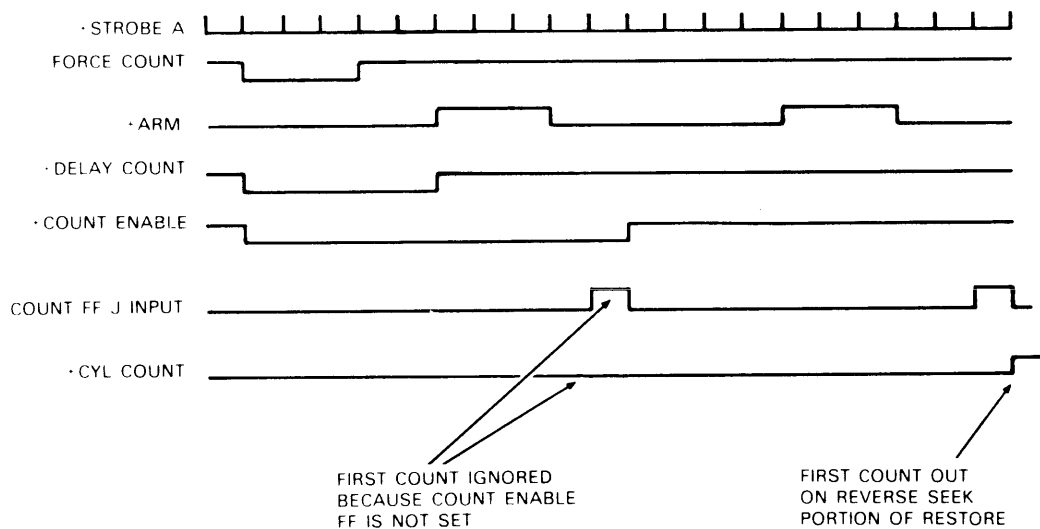 ·STROBE A
FORCE COUNT
·ARM
·DELAY COUNT
·COUNT ENABLE
COUNT FF J INPUT
·CYL COUNT
FIRST COUNT IGNORED
BECAUSE COUNT ENABLE
FF IS NOT SET
FIRST COUNT OUT
ON REVERSE SEEK
PORTION OF RESTORE